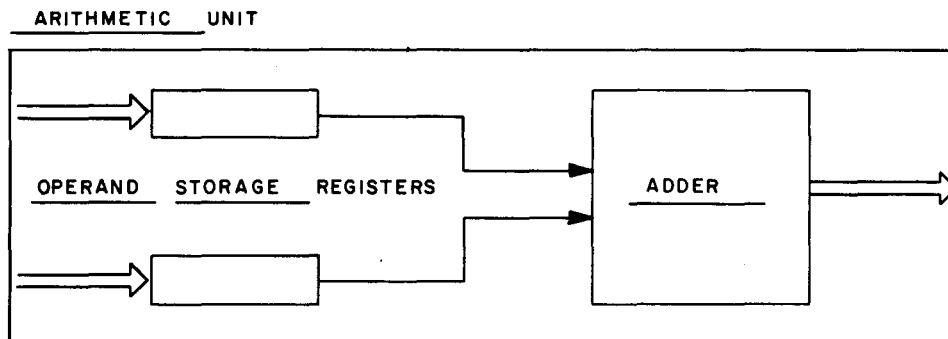 ARITHMETIC UNIT
OPERAND STORAGE REGISTERS
ADDER